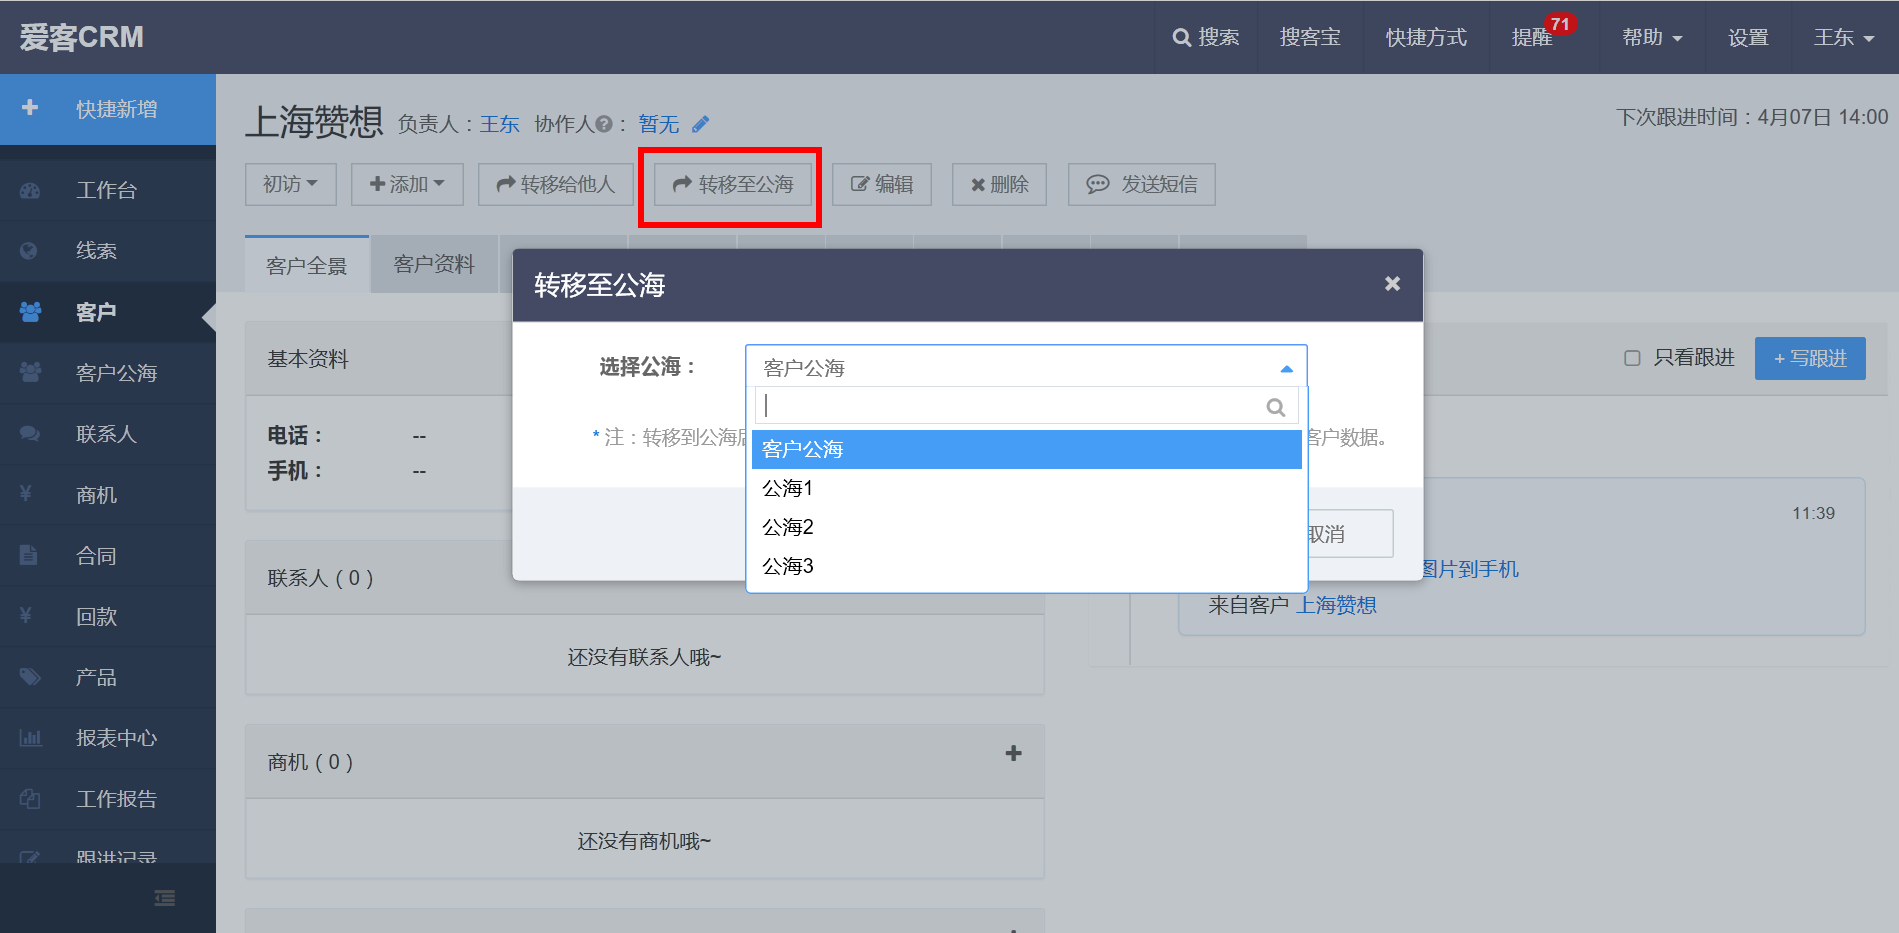 爱客CRM
搜索 搜客宝 快捷方式 提醒 71 帮助 设置 王东
快捷新增
工作台
线索
客户
客户公海
联系人
商机
合同
回款
产品
报表中心
工作报告
跟进记录
上海赞想 负责人：王东 协作人： 暂无
下次跟进时间：4月07日 14:00
初访 添加 转移给他人 转移至公海 编辑 删除 发送短信
客户全景 客户资料
转移至公海
选择公海： 客户公海
客户公海
公海1
公海2
公海3
* 注：转移到公海后 客户数据。
取消
基本资料
电话： --
手机： --
联系人（0）
还没有联系人哦~
商机（0）
还没有商机哦~
只看跟进 + 写跟进
11:39
图片到手机
来自客户 上海赞想